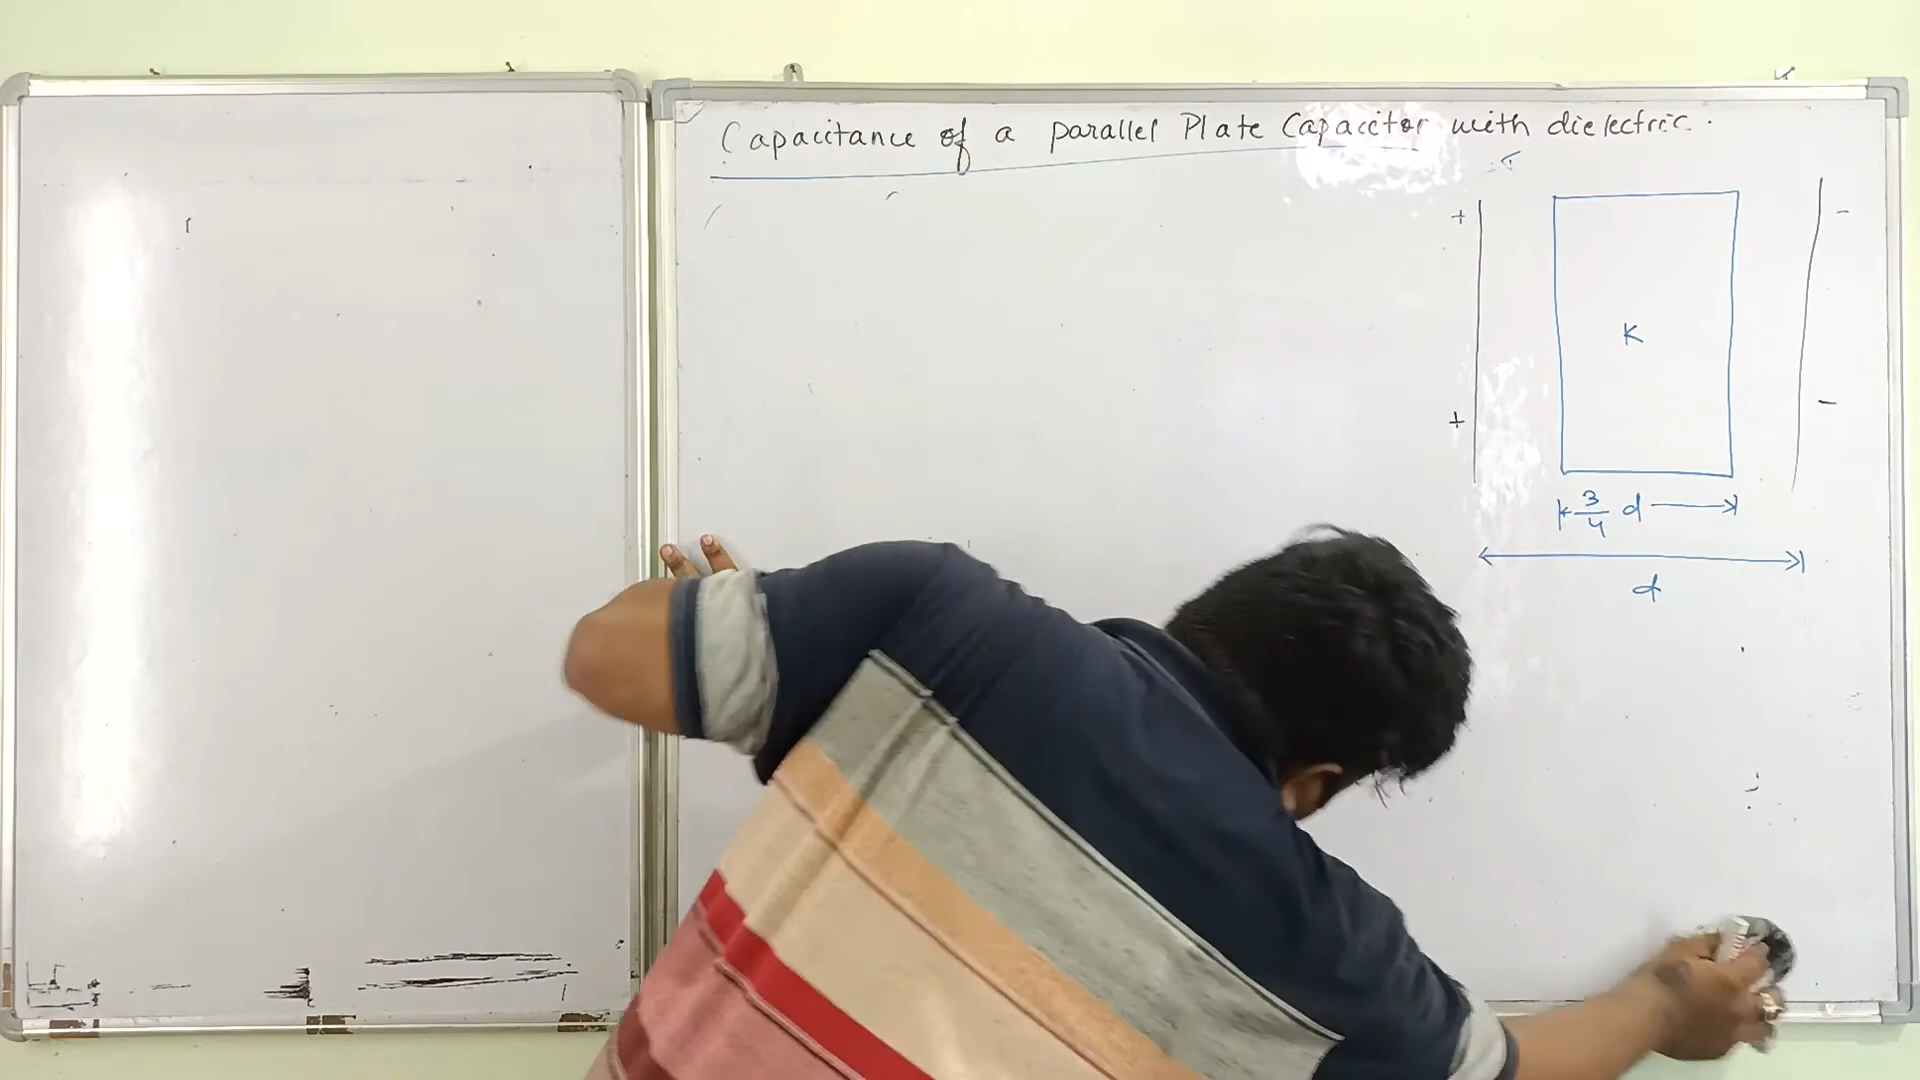 Capacitance of a parallel Plate Capacitor with dielectric.
+ -
K
+ -
3/4 d
d